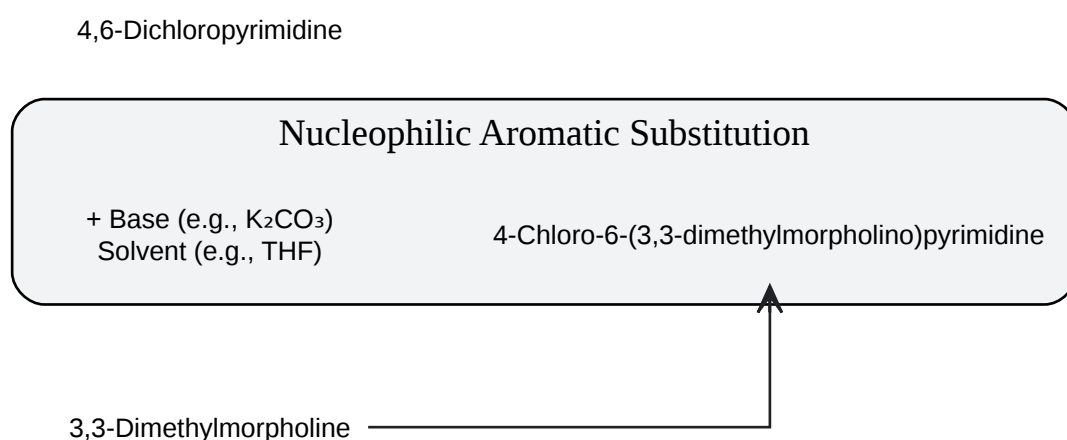 4,6-Dichloropyrimidine
Nucleophilic Aromatic Substitution
+ Base (e.g., K₂CO₃)
Solvent (e.g., THF)
4-Chloro-6-(3,3-dimethylmorpholino)pyrimidine
3,3-Dimethylmorpholine